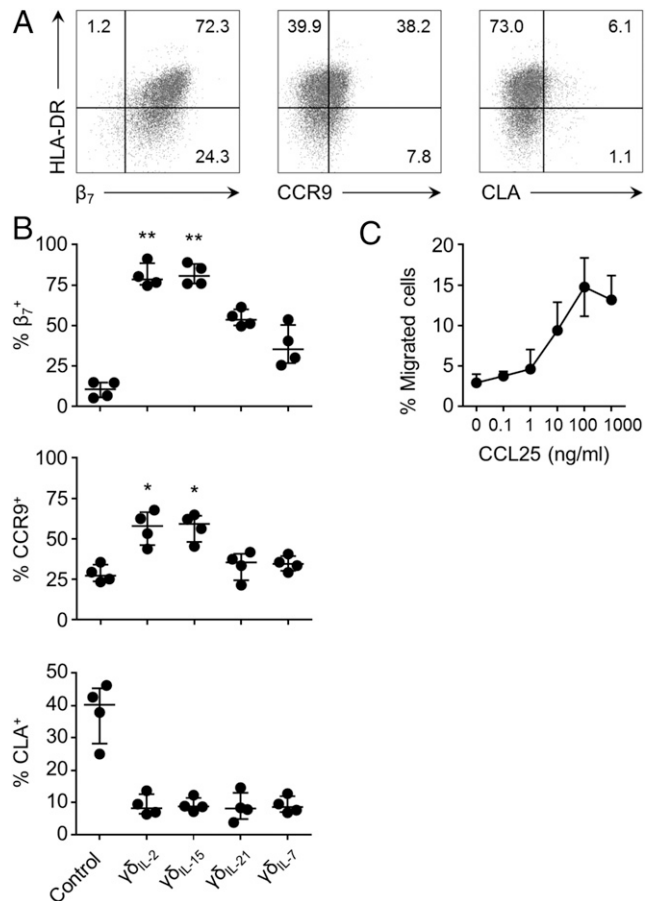 A
HLA-DR
1.2 72.3
24.3
β7
39.9 38.2
7.8
CCR9
73.0 6.1
1.1
CLA
B
% β7+
100
75
50
25
0
** **
C
% Migrated cells
20
15
10
5
0
0 0.1 1 10 100 1000
CCL25 (ng/ml)
% CCR9+
100
75
50
25
0
* *
% CLA+
50
40
30
20
10
0
Control γδIL-2 γδIL-15 γδIL-21 γδIL-7